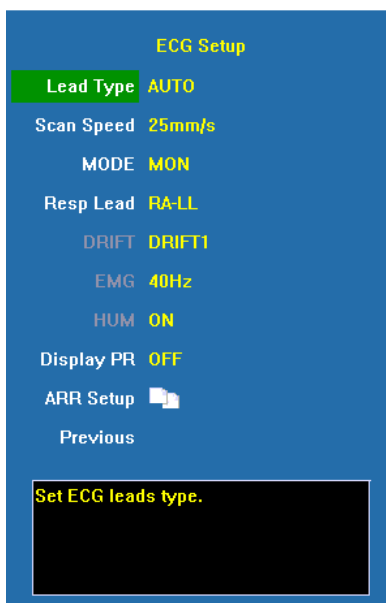 ECG Setup
Lead Type AUTO
Scan Speed 25mm/s
MODE MON
Resp Lead RA-LL
DRIFT DRIFT1
EMG 40Hz
HUM ON
Display PR OFF
ARR Setup
Previous
Set ECG leads type.